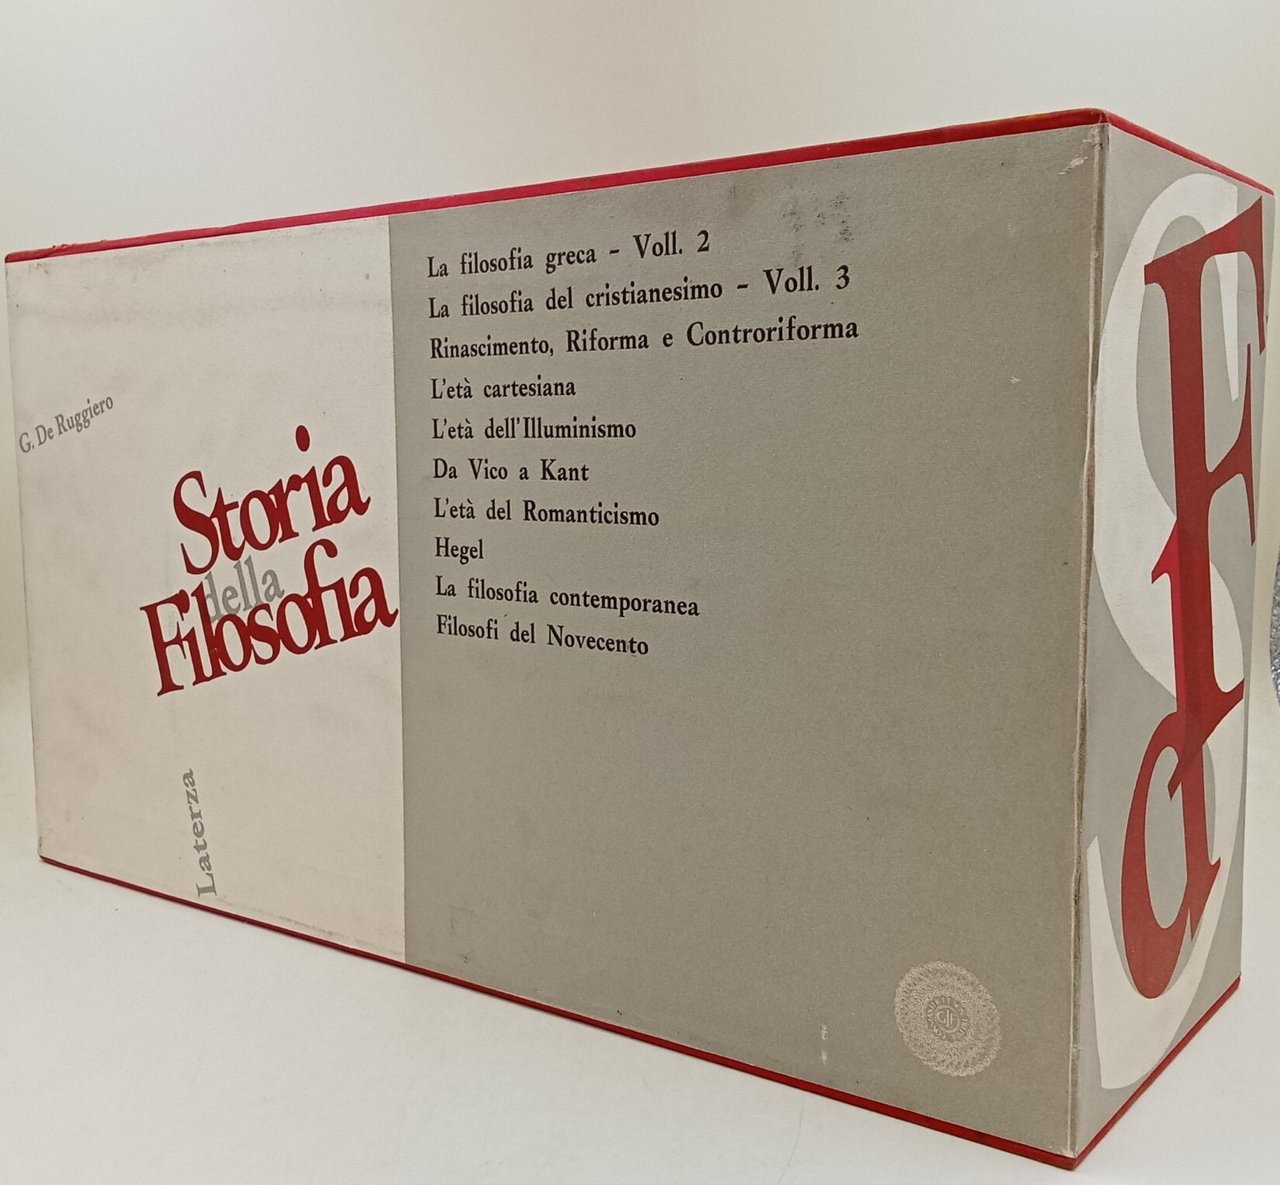 G. De Ruggiero
Storia
della
Filosofia
Laterza
La filosofia greca - Voll. 2
La filosofia del cristianesimo - Voll. 3
Rinascimento, Riforma e Controriforma
L'età cartesiana
L'età dell'Illuminismo
Da Vico a Kant
L'età del Romanticismo
Hegel
La filosofia contemporanea
Filosofi del Novecento
S
F
d